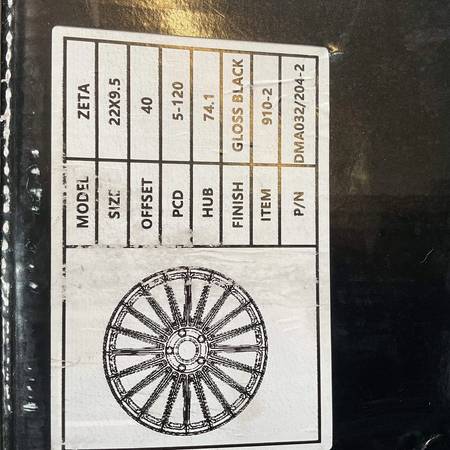 MODEL ZETA
SIZE 22X9.5
OFFSET 40
PCD 5-120
HUB 74.1
FINISH GLOSS BLACK
ITEM 910-2
P/N DMA032/204-2